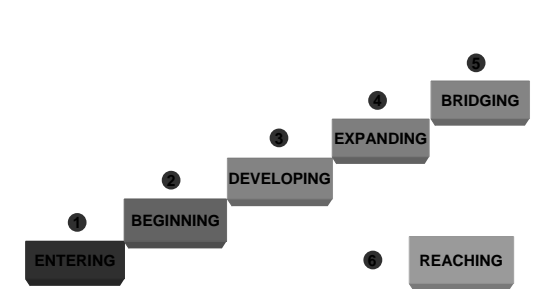 5
BRIDGING
4
EXPANDING
3
DEVELOPING
2
BEGINNING
1
ENTERING
6 REACHING